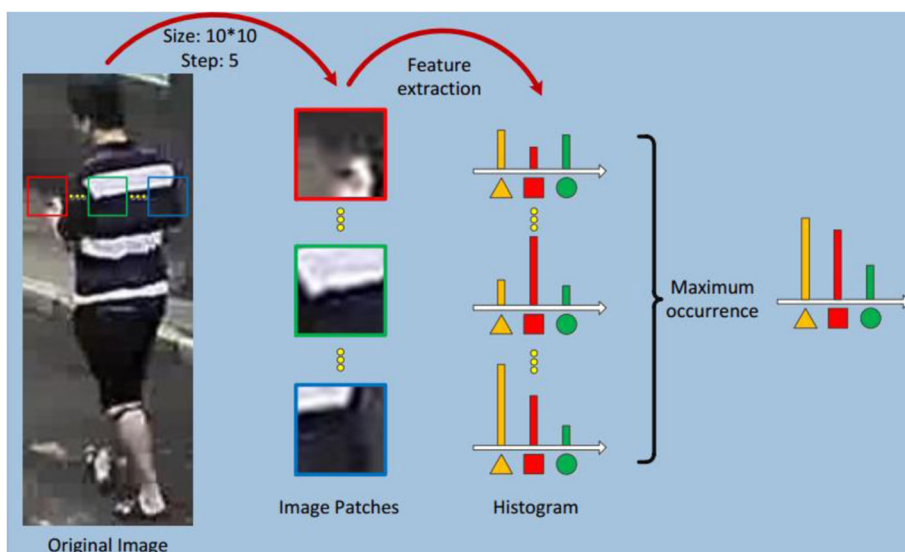 Size: 10*10
Step: 5
Feature
extraction
Maximum
occurrence
Image Patches
Histogram
Original Image